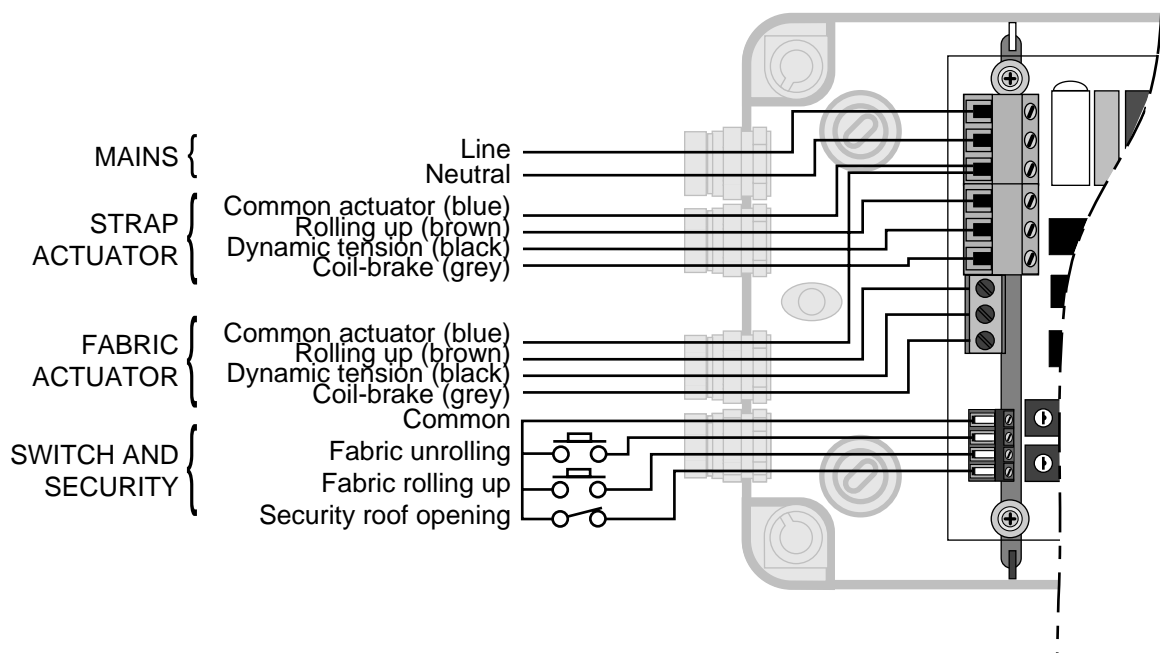 MAINS
Line
Neutral
STRAP
ACTUATOR
Common actuator (blue)
Rolling up (brown)
Dynamic tension (black)
Coil-brake (grey)
FABRIC
ACTUATOR
Common actuator (blue)
Rolling up (brown)
Dynamic tension (black)
Coil-brake (grey)
SWITCH AND
SECURITY
Common
Fabric unrolling
Fabric rolling up
Security roof opening